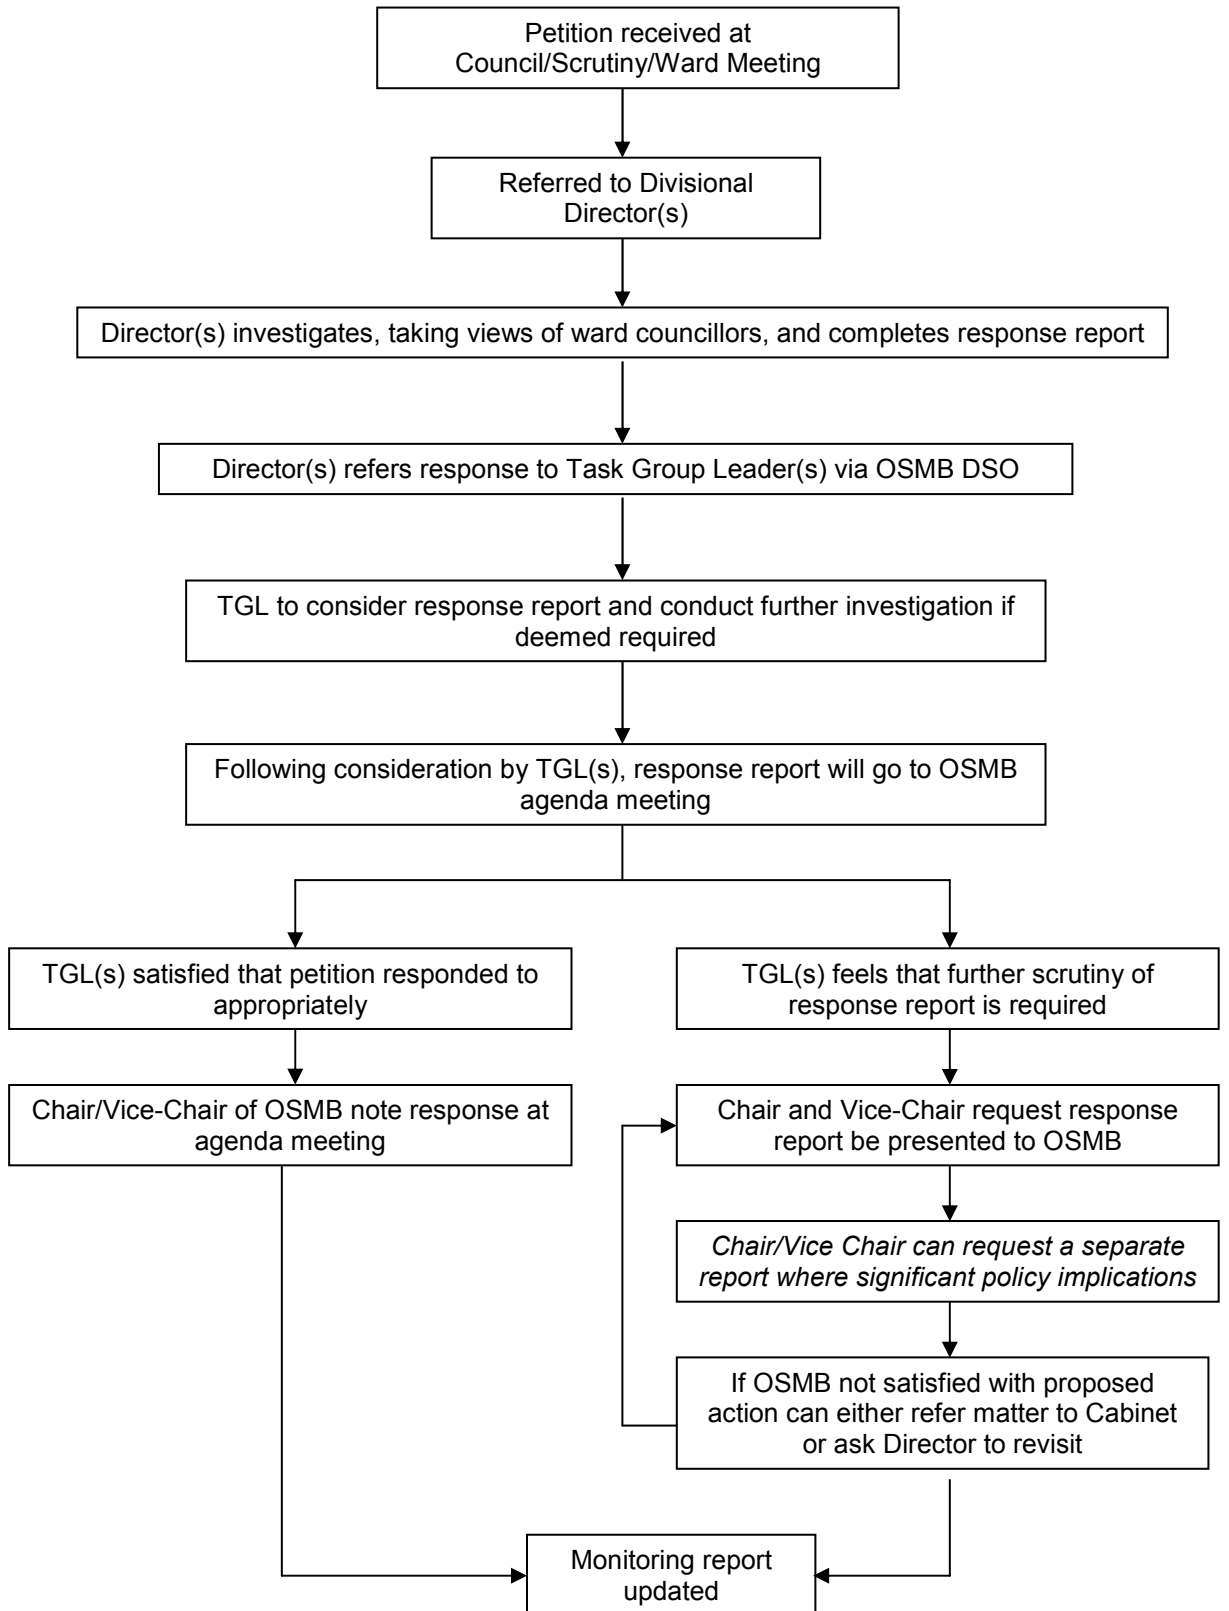 Petition received at
Council/Scrutiny/Ward Meeting
Referred to Divisional
Director(s)
Director(s) investigates, taking views of ward councillors, and completes response report
Director(s) refers response to Task Group Leader(s) via OSMB DSO
TGL to consider response report and conduct further investigation if
deemed required
Following consideration by TGL(s), response report will go to OSMB
agenda meeting
TGL(s) satisfied that petition responded to
appropriately
Chair/Vice-Chair of OSMB note response at
agenda meeting
TGL(s) feels that further scrutiny of
response report is required
Chair and Vice-Chair request response
report be presented to OSMB
Chair/Vice Chair can request a separate
report where significant policy implications
If OSMB not satisfied with proposed
action can either refer matter to Cabinet
or ask Director to revisit
Monitoring report
updated